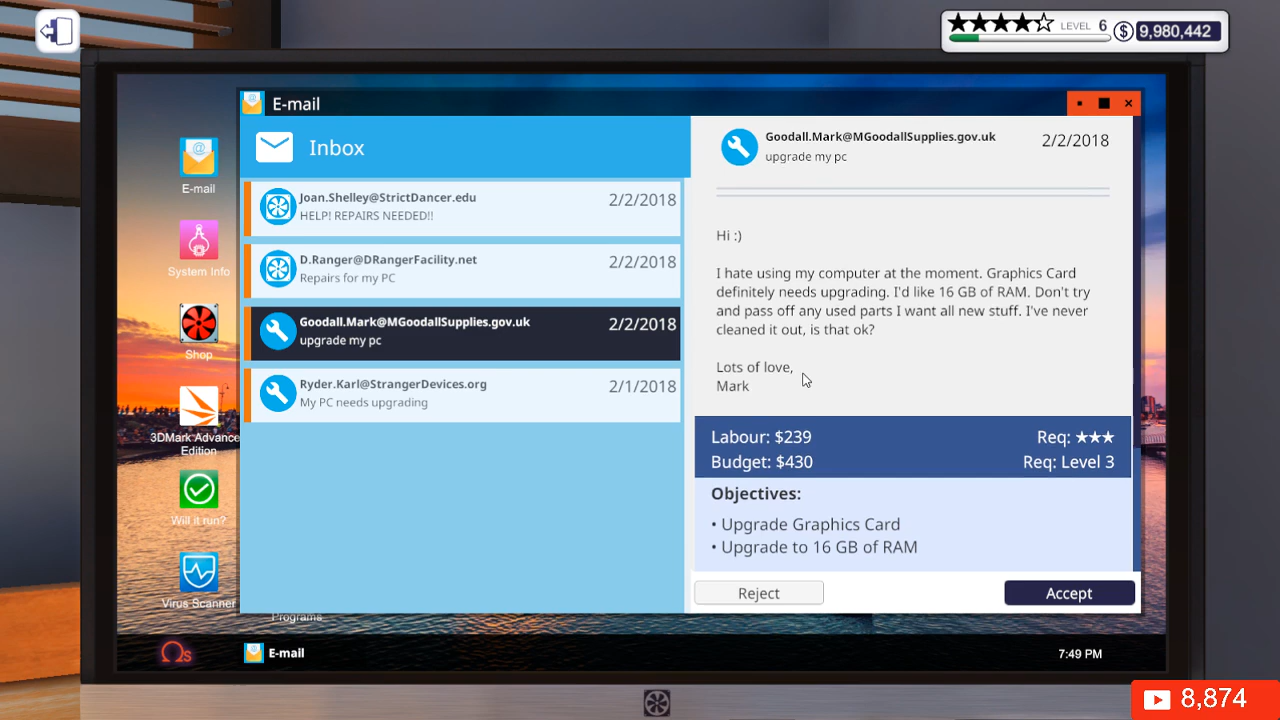 LEVEL 6
$ 9,980,442
E-mail
Inbox
Joan.Shelley@StrictDancer.edu 2/2/2018
HELP! REPAIRS NEEDED!!
D.Ranger@DRangerFacility.net 2/2/2018
Repairs for my PC
Goodall.Mark@MGoodallSupplies.gov.uk 2/2/2018
upgrade my pc
Ryder.Karl@StrangerDevices.org 2/1/2018
My PC needs upgrading
Goodall.Mark@MGoodallSupplies.gov.uk 2/2/2018
upgrade my pc
Hi :)
I hate using my computer at the moment. Graphics Card
definitely needs upgrading. I'd like 16 GB of RAM. Don't try
and pass off any used parts I want all new stuff. I've never
cleaned it out, is that ok?
Lots of love,
Mark
Labour: $239 Req: ★★★
Budget: $430 Req: Level 3
Objectives:
• Upgrade Graphics Card
• Upgrade to 16 GB of RAM
Reject Accept
E-mail
System Info
Shop
3DMark Advance
Edition
Will it run?
Virus Scanner
Programs
Ωs E-mail 7:49 PM
8,874